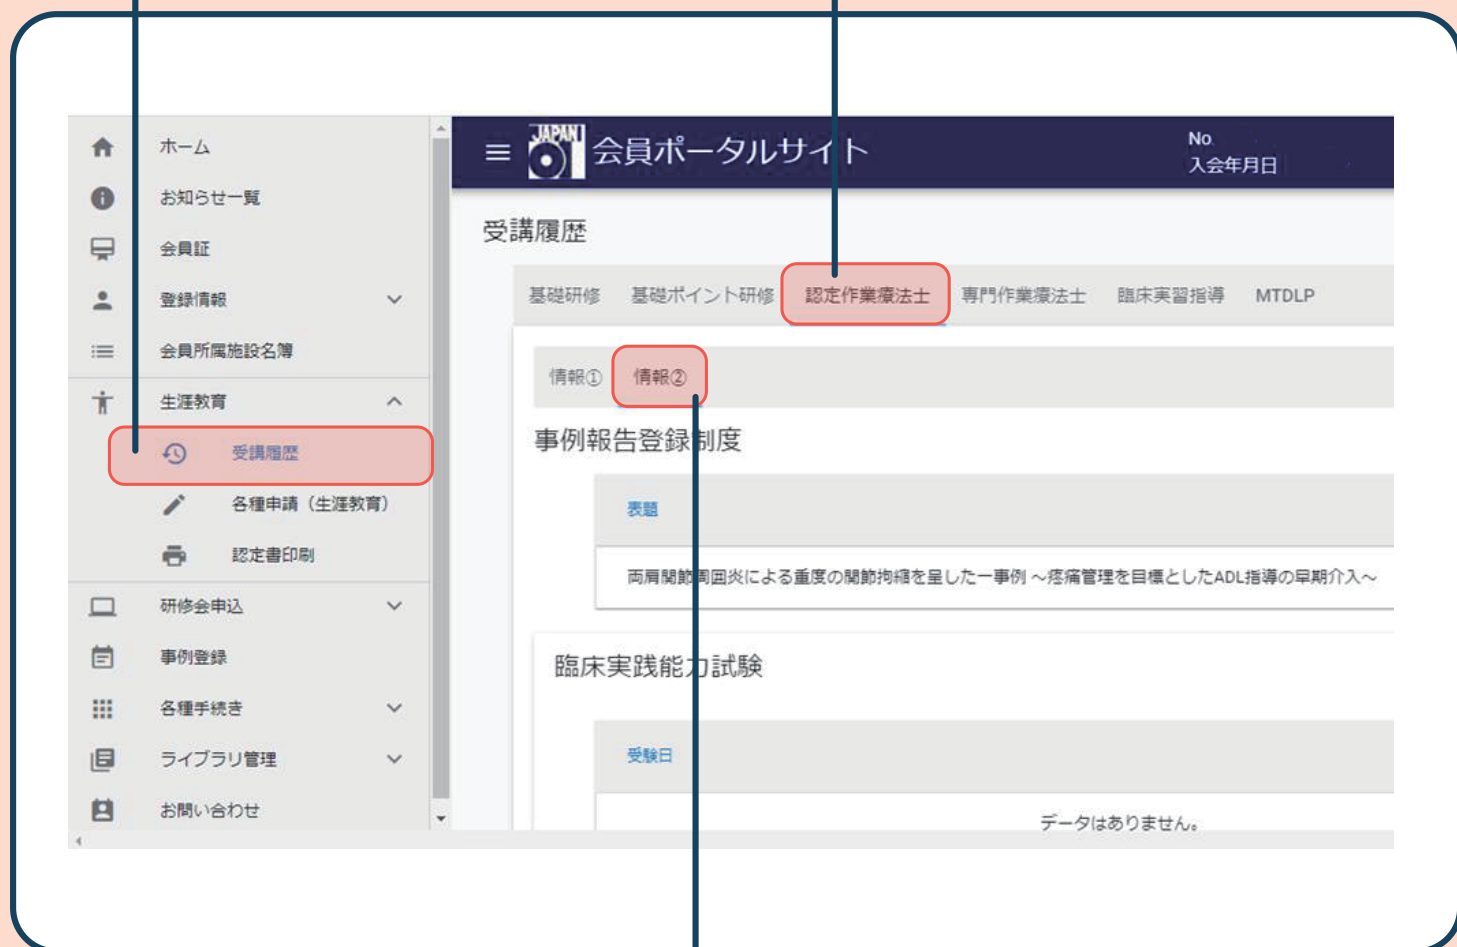 ホーム
お知らせ一覧
会員証
登録情報
会員所属施設名簿
生涯教育
受講履歴
各種申請（生涯教育）
認定書印刷
研修会申込
事例登録
各種手続き
ライブラリ管理
お問い合わせ
JAPAN
会員ポータルサイト
No.
入会年月日
受講履歴
基礎研修 基礎ポイント研修 認定作業療法士 専門作業療法士 臨床実習指導 MTDLP
情報① 情報②
事例報告登録制度
表題
両肩関節周囲炎による重度の関節拘縮を呈した一事例 ～疼痛管理を目標としたADL指導の早期介入～
臨床実践能力試験
受験日
データはありません。